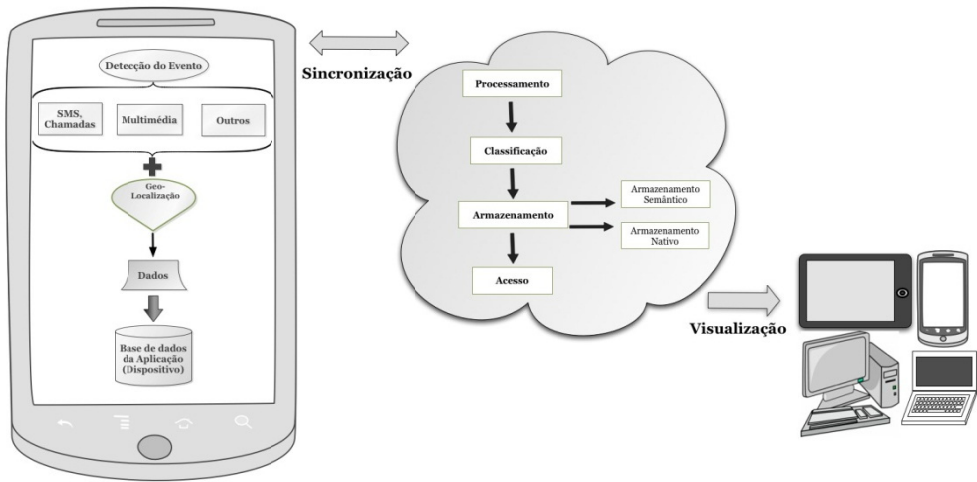 Detecção do Evento
SMS,
Chamadas
Multimédia
Outros
Geo-
Localização
Dados
Base de dados
da Aplicação
(Dispositivo)
Sincronização
Processamento
Classificação
Armazenamento
Armazenamento
Semântico
Armazenamento
Nativo
Acesso
Visualização